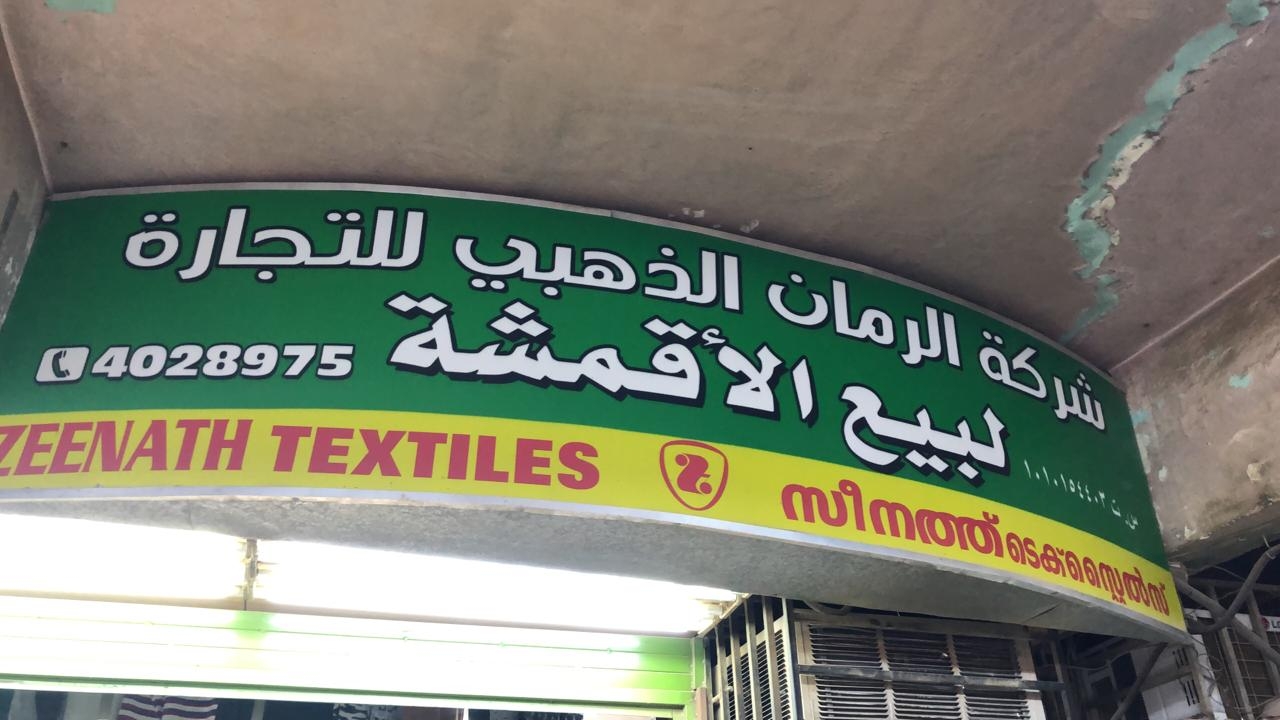 شركة الرمان الذهبي للتجارة
لبيع الأقمشة
4028975
ZEENATH TEXTILES
സീനത്ത് ടെക്സ്റ്റൈൽസ്